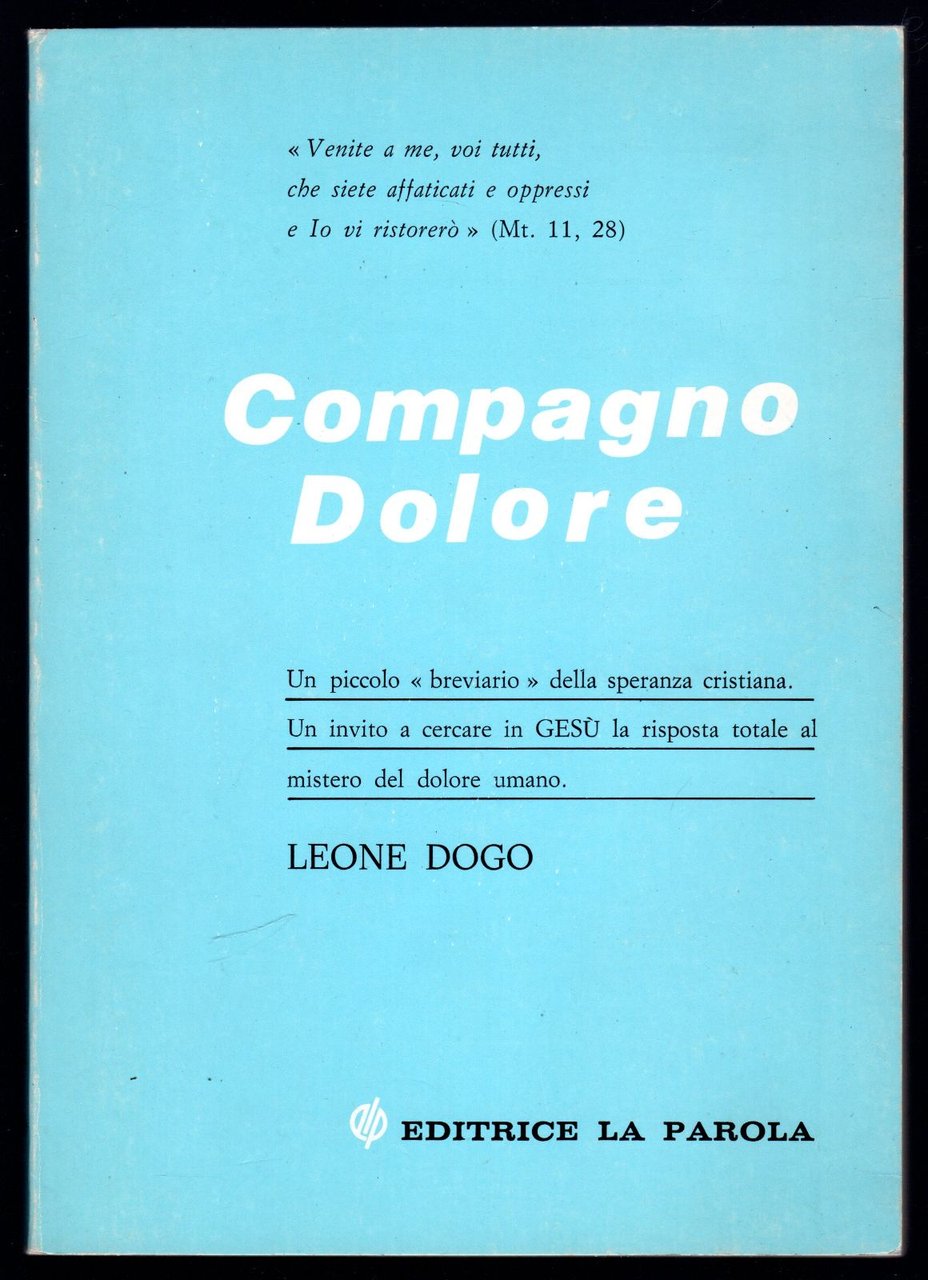 « Venite a me, voi tutti,
che siete affaticati e oppressi
e Io vi ristorerò » (Mt. 11, 28)
Compagno
Dolore
Un piccolo « breviario » della speranza cristiana.
Un invito a cercare in GESÙ la risposta totale al
mistero del dolore umano.
LEONE DOGO
elp EDITRICE LA PAROLA